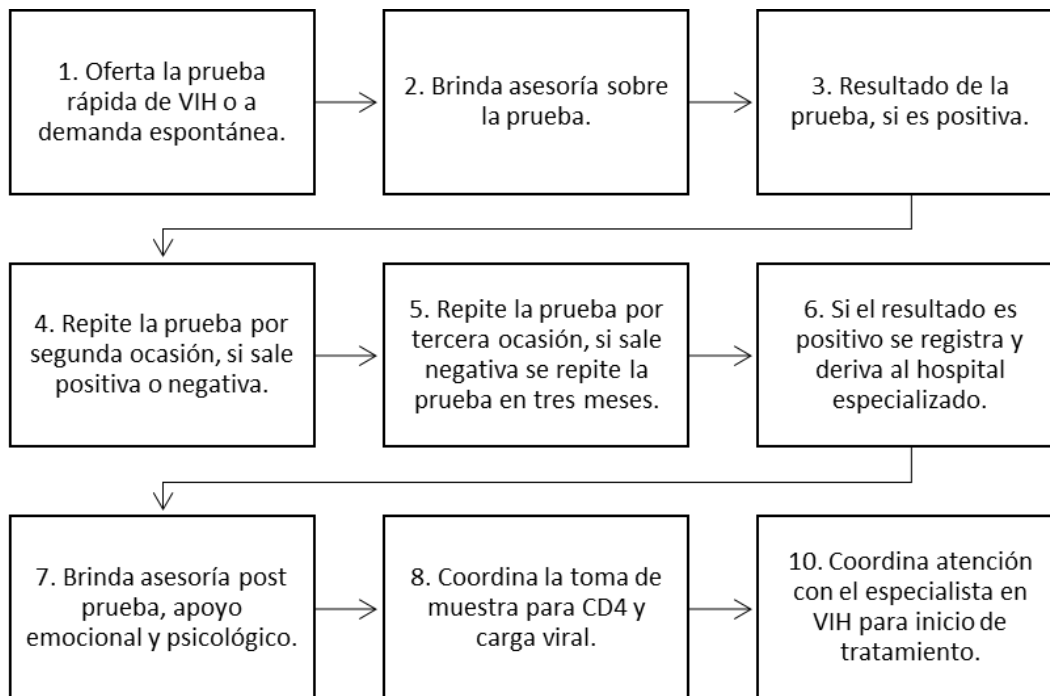 1. Oferta la prueba
rápida de VIH o a
demanda espontánea.
2. Brinda asesoría sobre
la prueba.
3. Resultado de la
prueba, si es positiva.
4. Repite la prueba por
segunda ocasión, si sale
positiva o negativa.
5. Repite la prueba por
tercera ocasión, si sale
negativa se repite la
prueba en tres meses.
6. Si el resultado es
positivo se registra y
deriva al hospital
especializado.
7. Brinda asesoría post
prueba, apoyo
emocional y psicológico.
8. Coordina la toma de
muestra para CD4 y
carga viral.
10. Coordina atención
con el especialista en
VIH para inicio de
tratamiento.